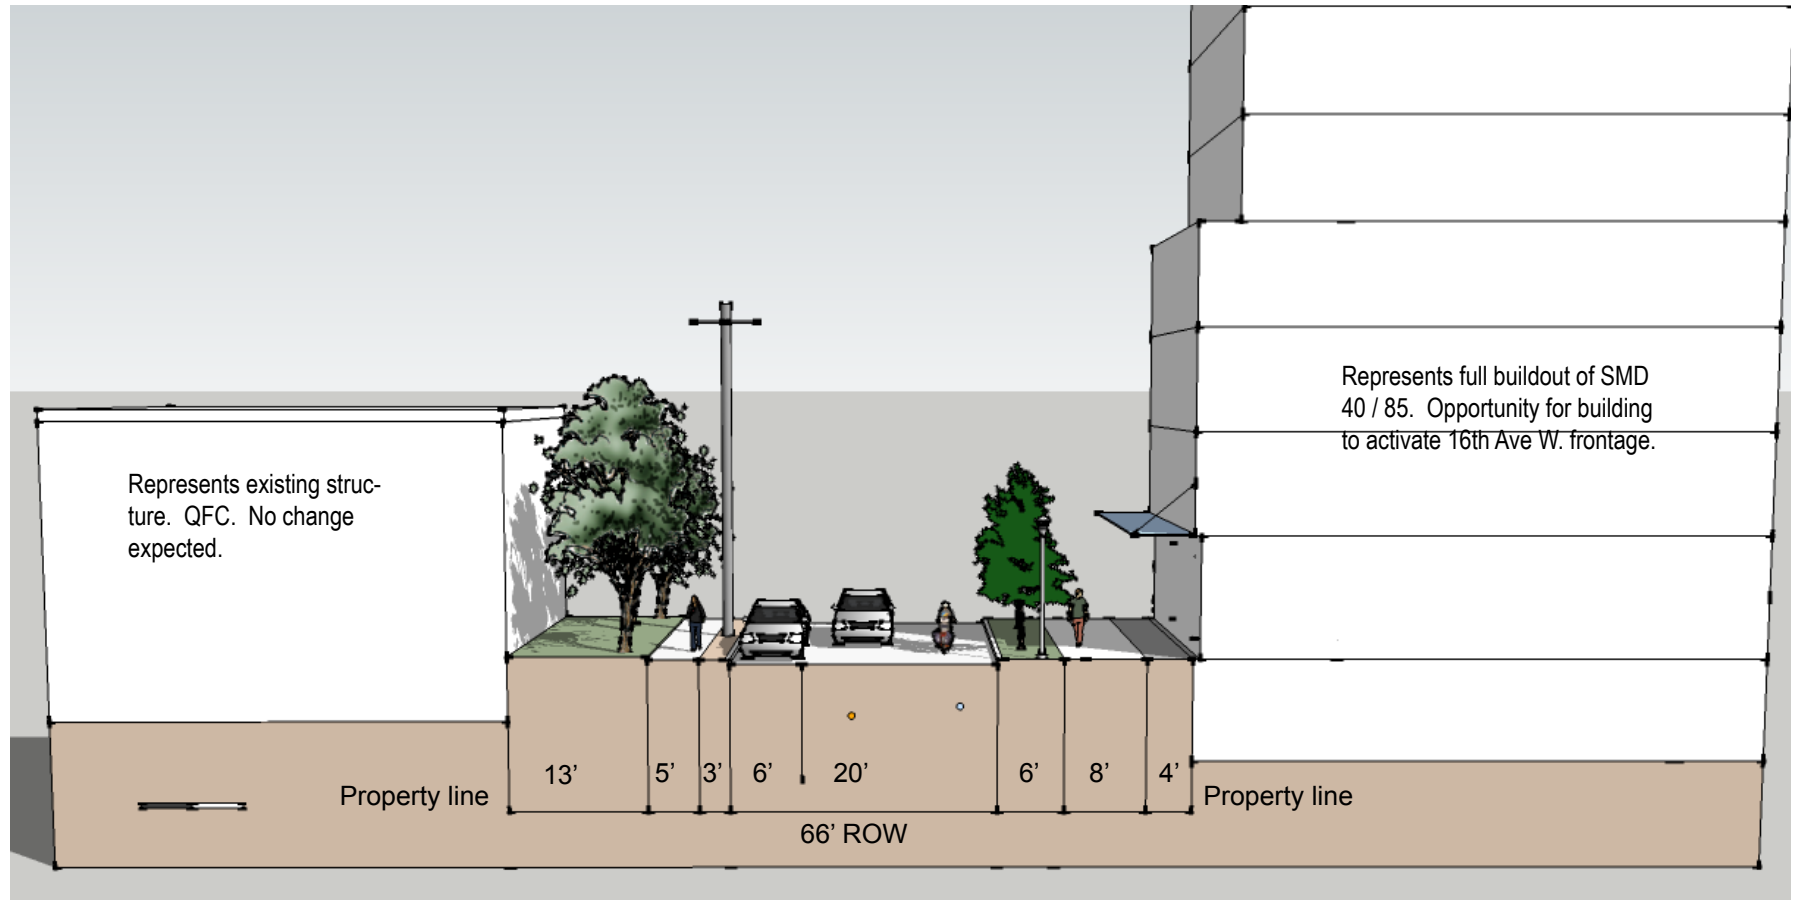 Represents existing struc-
ture.  QFC.  No change
expected.
Represents full buildout of SMD
40 / 85.  Opportunity for building
to activate 16th Ave W. frontage.
13’ 5’ 3’ 6’ 20’ 6’ 8’ 4’
Property line Property line
66’ ROW